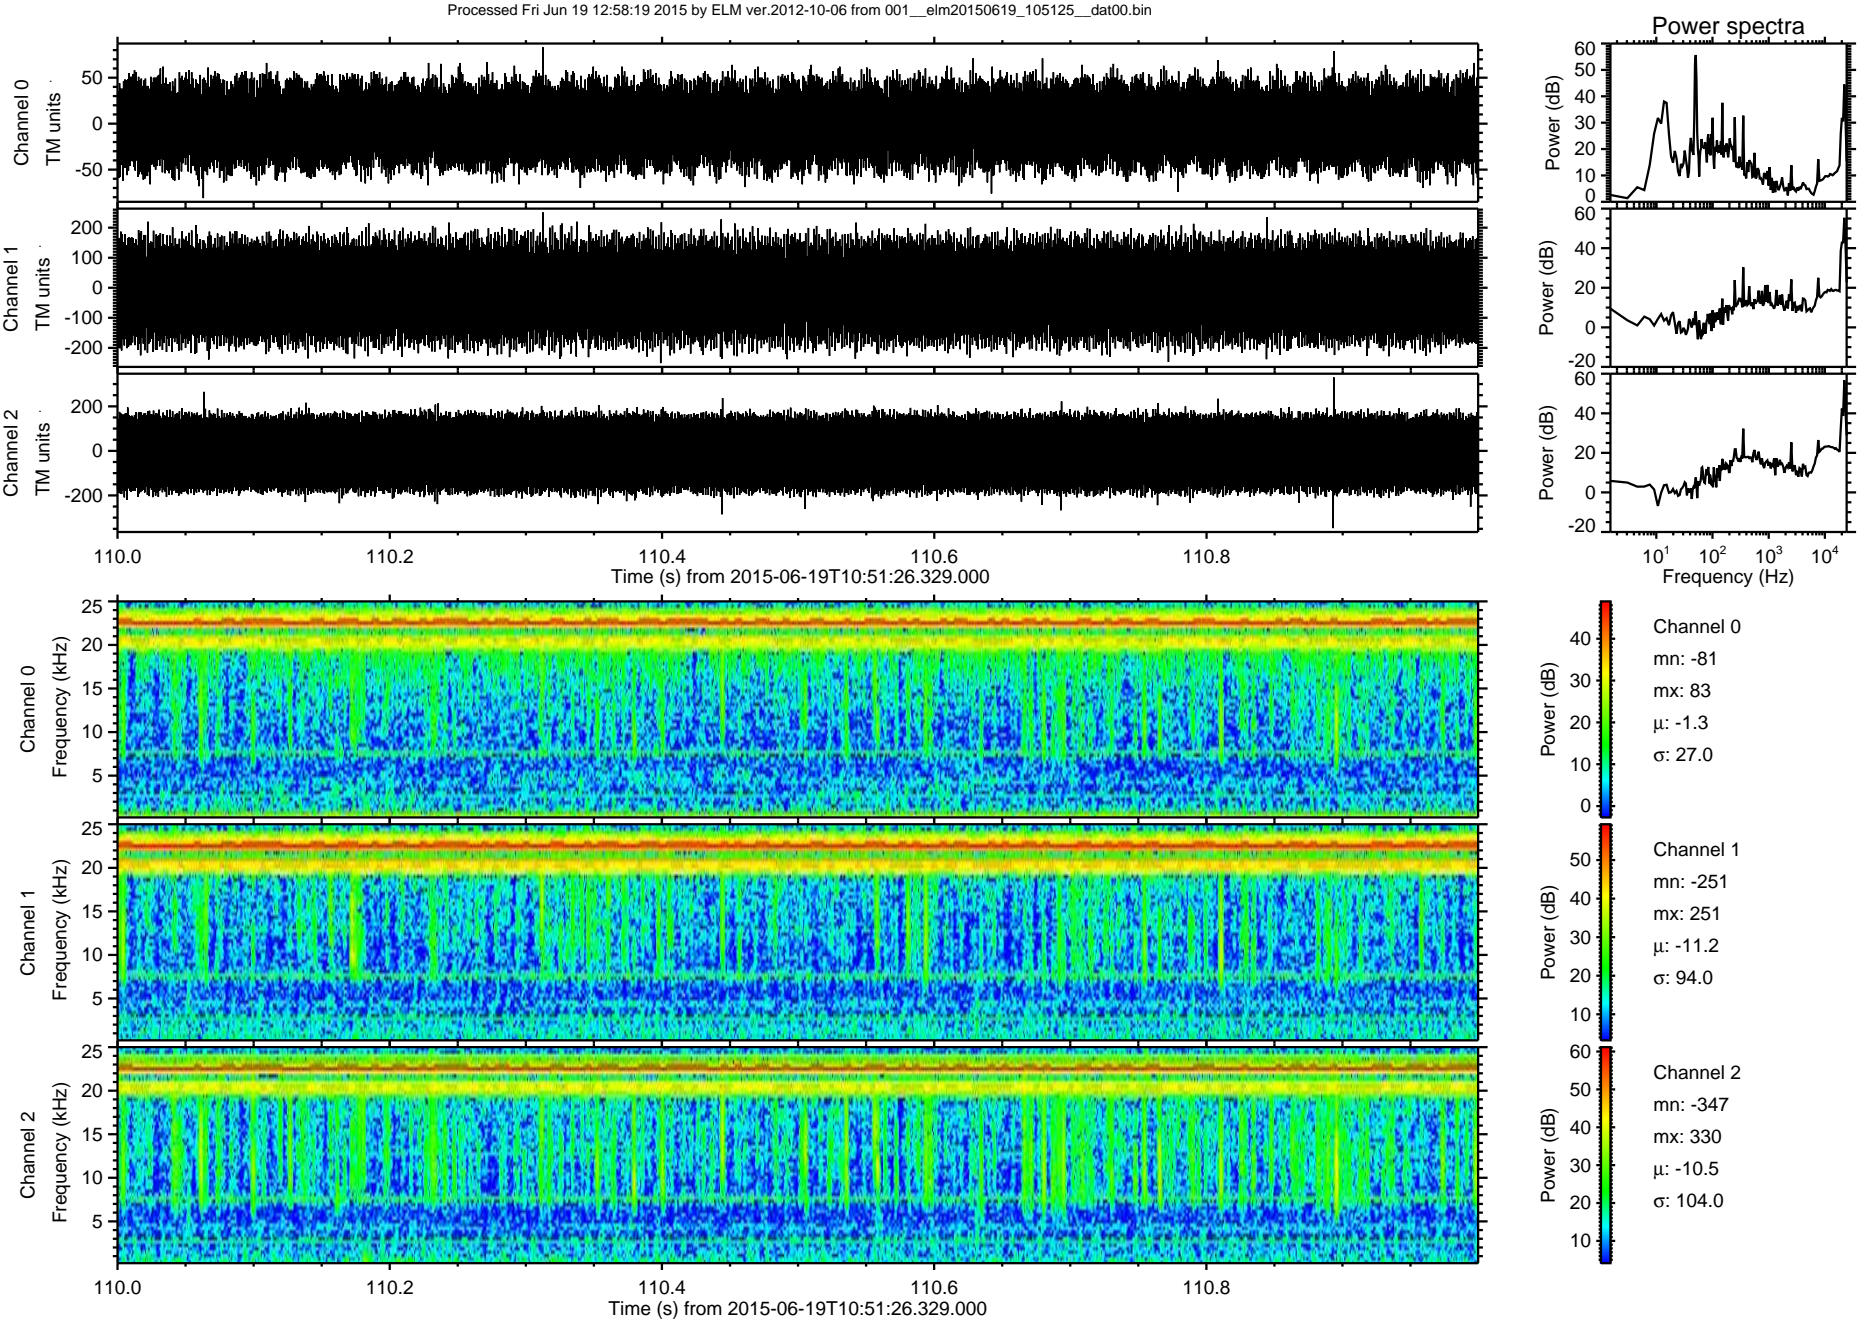 Processed Fri Jun 19 12:58:19 2015 by ELM ver.2012-10-06 from 001__elm20150619_105125__dat00.bin
Power spectra
Channel 0
TM units
50
0
-50
Power (dB)
60
50
40
30
20
10
0
Channel 1
TM units
200
100
0
-100
-200
Power (dB)
60
40
20
0
-20
Channel 2
TM units
200
0
-200
Power (dB)
60
40
20
0
-20
110.0 110.2 110.4 110.6 110.8
Time (s) from 2015-06-19T10:51:26.329.000
10^1 10^2 10^3 10^4
Frequency (Hz)
Channel 0
Frequency (kHz)
25
20
15
10
5
Power (dB)
40
30
20
10
0
Channel 0
mn: -81
mx: 83
μ: -1.3
σ: 27.0
Channel 1
Frequency (kHz)
25
20
15
10
5
Power (dB)
50
40
30
20
10
Channel 1
mn: -251
mx: 251
μ: -11.2
σ: 94.0
Channel 2
Frequency (kHz)
25
20
15
10
5
Power (dB)
60
50
40
30
20
10
Channel 2
mn: -347
mx: 330
μ: -10.5
σ: 104.0
110.0 110.2 110.4 110.6 110.8
Time (s) from 2015-06-19T10:51:26.329.000